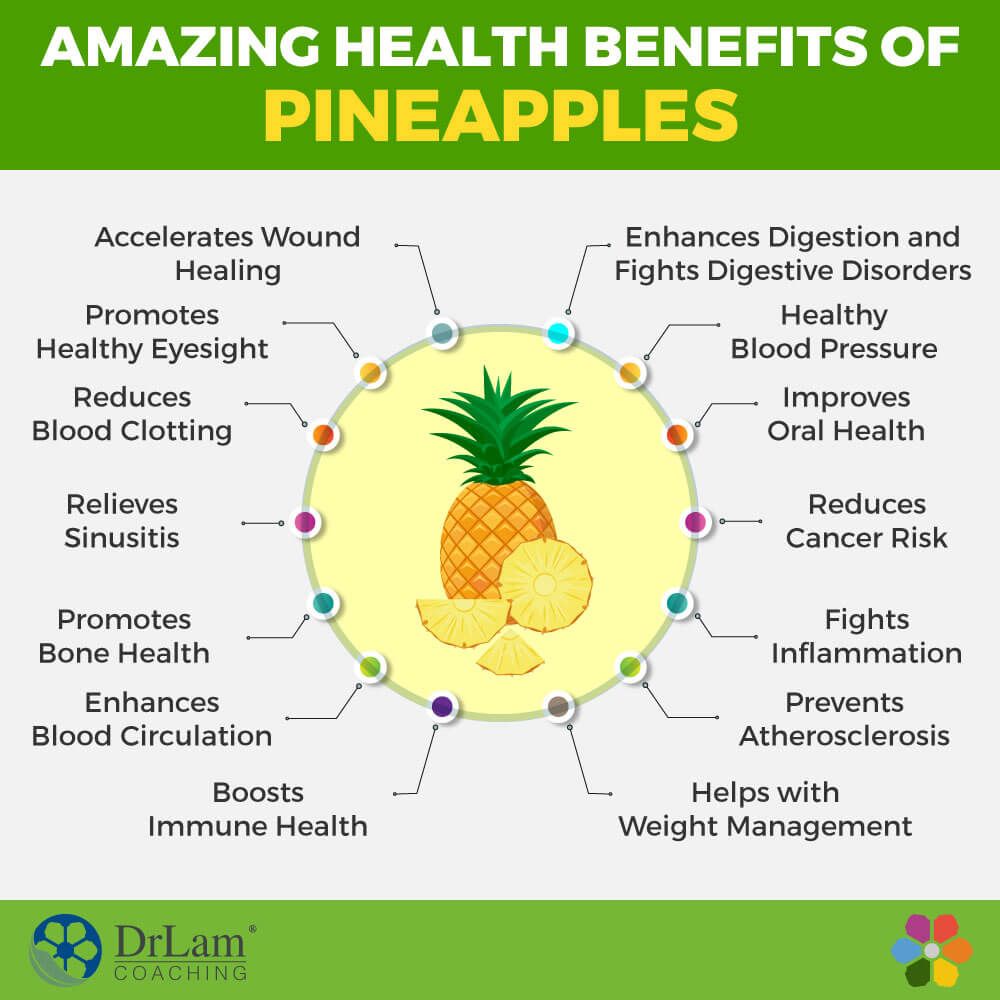 AMAZING HEALTH BENEFITS OF
PINEAPPLES
Accelerates Wound
Healing
Promotes
Healthy Eyesight
Reduces
Blood Clotting
Relieves
Sinusitis
Promotes
Bone Health
Enhances
Blood Circulation
Boosts
Immune Health
Enhances Digestion and
Fights Digestive Disorders
Healthy
Blood Pressure
Improves
Oral Health
Reduces
Cancer Risk
Fights
Inflammation
Prevents
Atherosclerosis
Helps with
Weight Management
DrLam®
COACHING